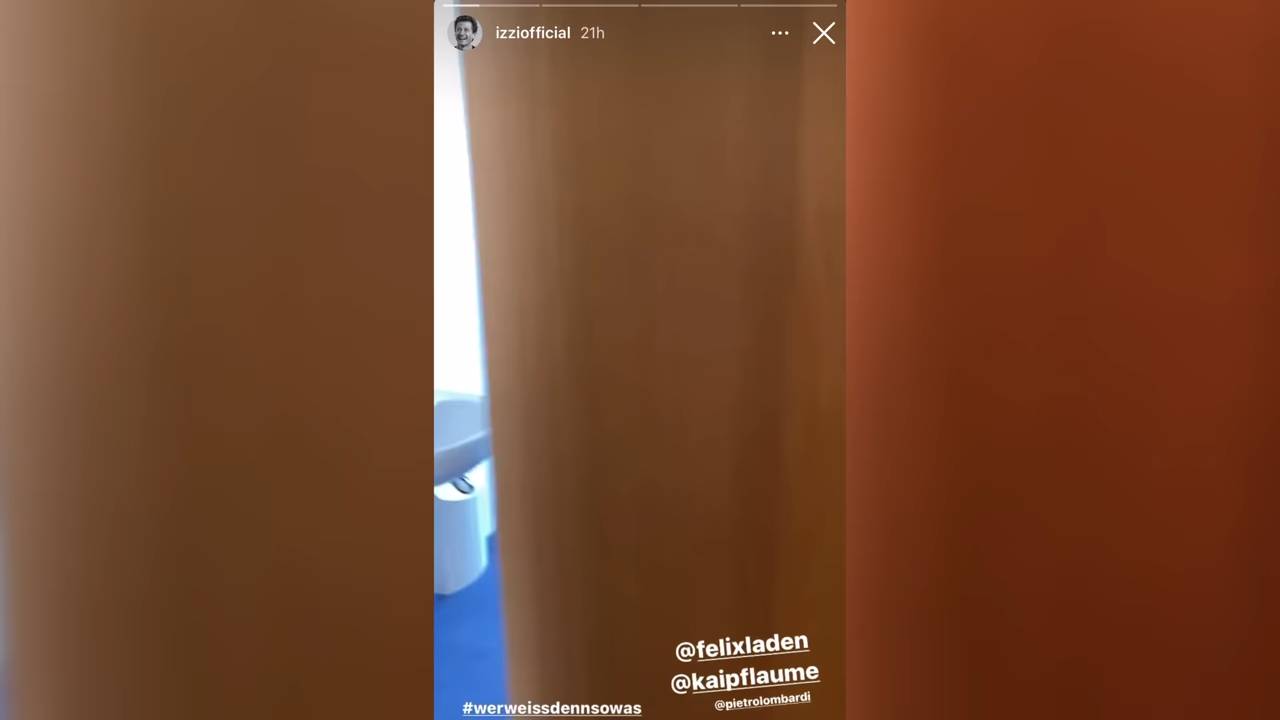 izziofficial 21h
@felixladen
@kaipflaume
@pietrolombardi
#werweissdennsowas